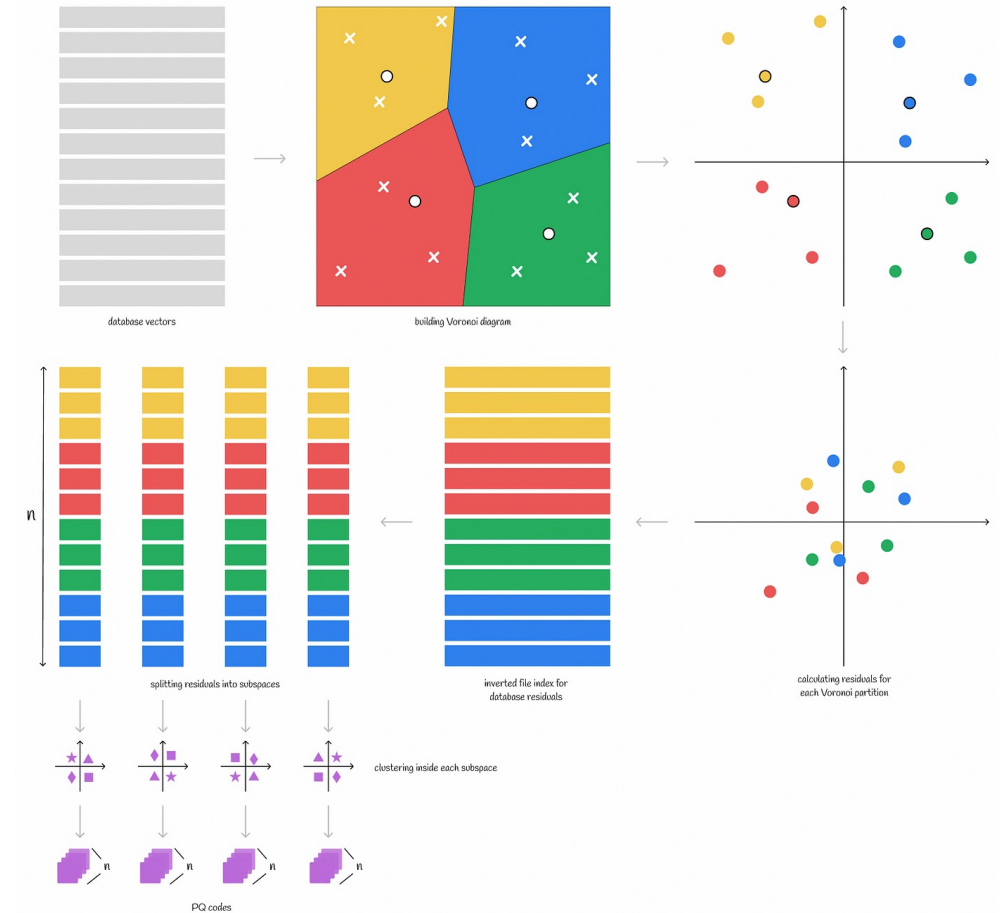 database vectors
building Voronoi diagram
n
splitting residuals into subspaces
inverted file index for
database residuals
calculating residuals for
each Voronoi partition
clustering inside each subspace
n
n
n
n
PQ codes